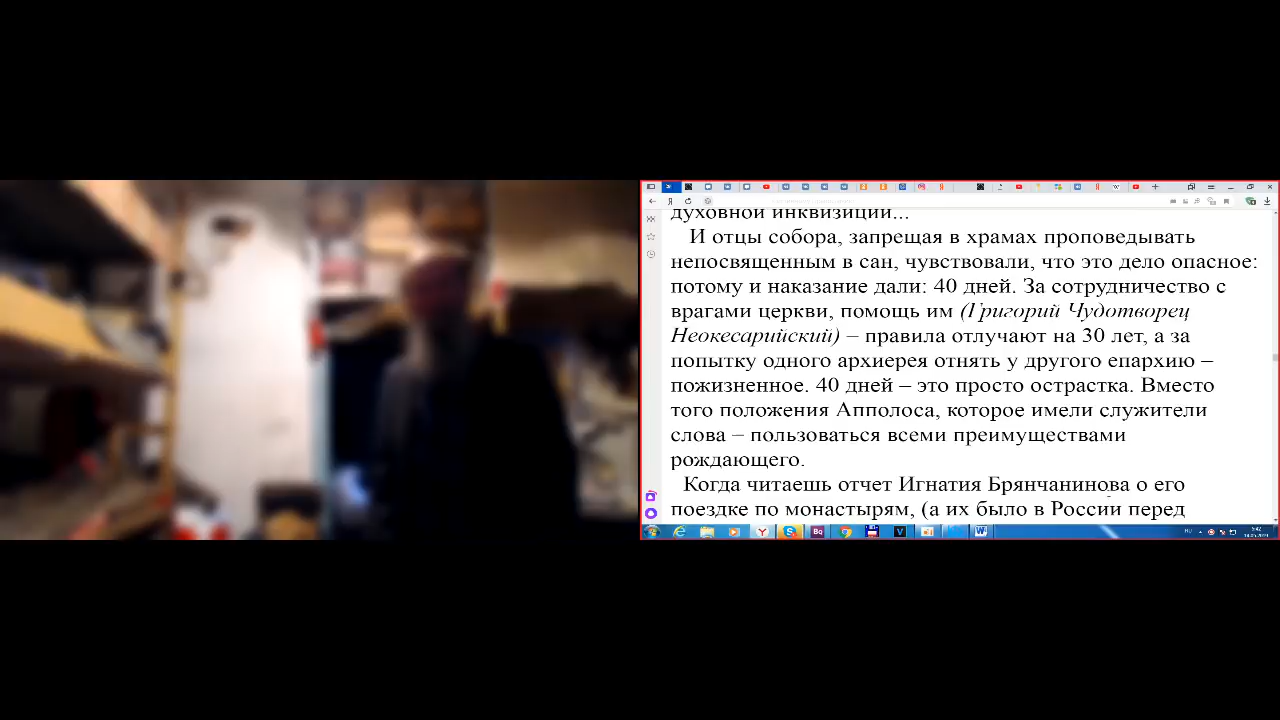 духовной инквизиции...
И отцы собора, запрещая в храмах проповедывать
непосвященным в сан, чувствовали, что это дело опасное:
потому и наказание дали: 40 дней. За сотрудничество с
врагами церкви, помощь им (Григорий Чудотворец
Неокесарийский) – правила отлучают на 30 лет, а за
попытку одного архиерея отнять у другого епархию –
пожизненное. 40 дней – это просто острастка. Вместо
того положения Апполоса, которое имели служители
слова – пользоваться всеми преимуществами
рождающего.
Когда читаешь отчет Игнатия Брянчанинова о его
поездке по монастырям, (а их было в России перед